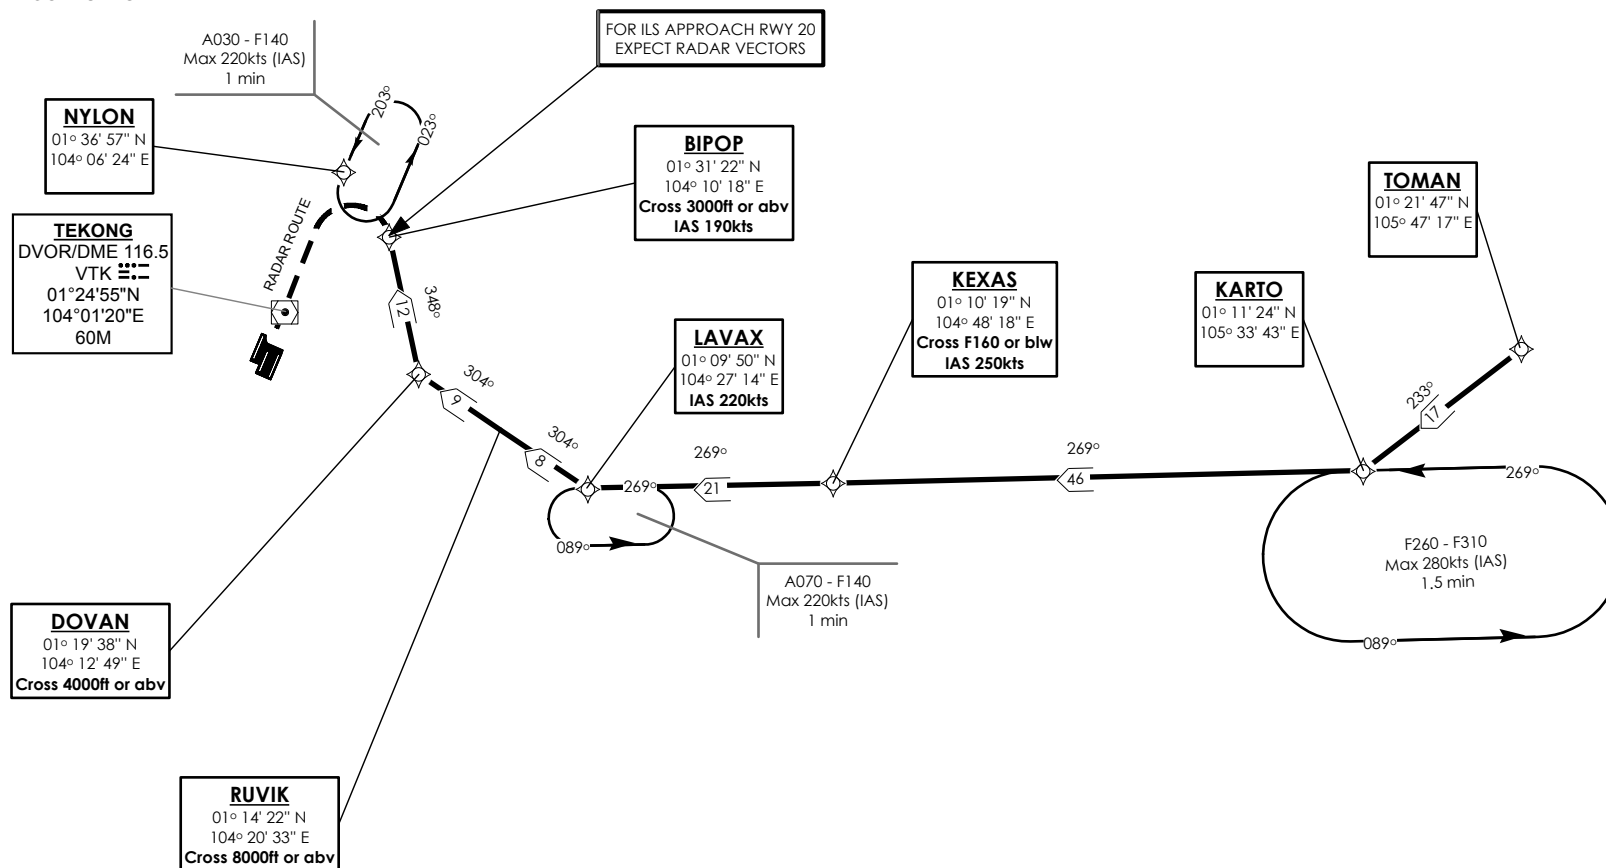 A030 - F140
Max 220kts (IAS)
1 min
FOR ILS APPROACH RWY 20
EXPECT RADAR VECTORS
203°
023°
NYLON
01° 36' 57" N
104° 06' 24" E
BIPOP
01° 31' 22" N
104° 10' 18" E
Cross 3000ft or abv
IAS 190kts
TOMAN
01° 21' 47" N
105° 47' 17" E
TEKONG
DVOR/DME 116.5
VTK
01°24'55"N
104°01'20"E
60M
RADAR ROUTE
KEXAS
01° 10' 19" N
104° 48' 18" E
Cross F160 or blw
IAS 250kts
KARTO
01° 11' 24" N
105° 33' 43" E
LAVAX
01° 09' 50" N
104° 27' 14" E
IAS 220kts
12
348°
304°
9
304°
8
269°
21
269°
46
233°
17
269°
089°
269°
089°
F260 - F310
Max 280kts (IAS)
1.5 min
A070 - F140
Max 220kts (IAS)
1 min
DOVAN
01° 19' 38" N
104° 12' 49" E
Cross 4000ft or abv
RUVIK
01° 14' 22" N
104° 20' 33" E
Cross 8000ft or abv